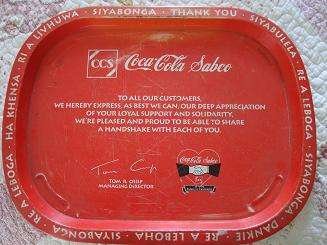 SIYABONGA - THANK YOU - SIYABULELA - RE A LEBOGA - SIYABONGA - DANKIE - RE A LEBOHA - RE A LEBOGA - HA KHENSA - RI A LIVHUWA -
CCS Coca-Cola Sabco
TO ALL OUR CUSTOMERS,
WE HEREBY EXPRESS, AS BEST WE CAN, OUR DEEP APPRECIATION
OF YOUR LOYAL SUPPORT AND SOLIDARITY.
WE'RE PLEASED AND PROUD TO BE ABLE TO SHARE
A HANDSHAKE WITH EACH OF YOU.
MANAGING DIRECTOR
Coca-Cola Sabco